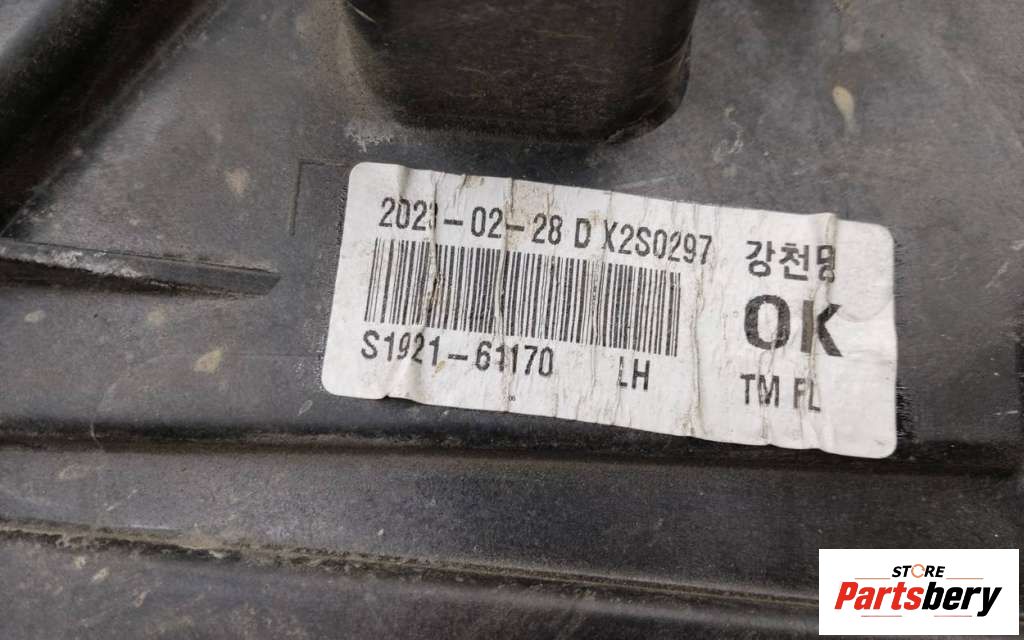 2023-02-28 D X2S0297
S1921-61170 LH
강천명
OK
TM FL
STORE
Partsbery